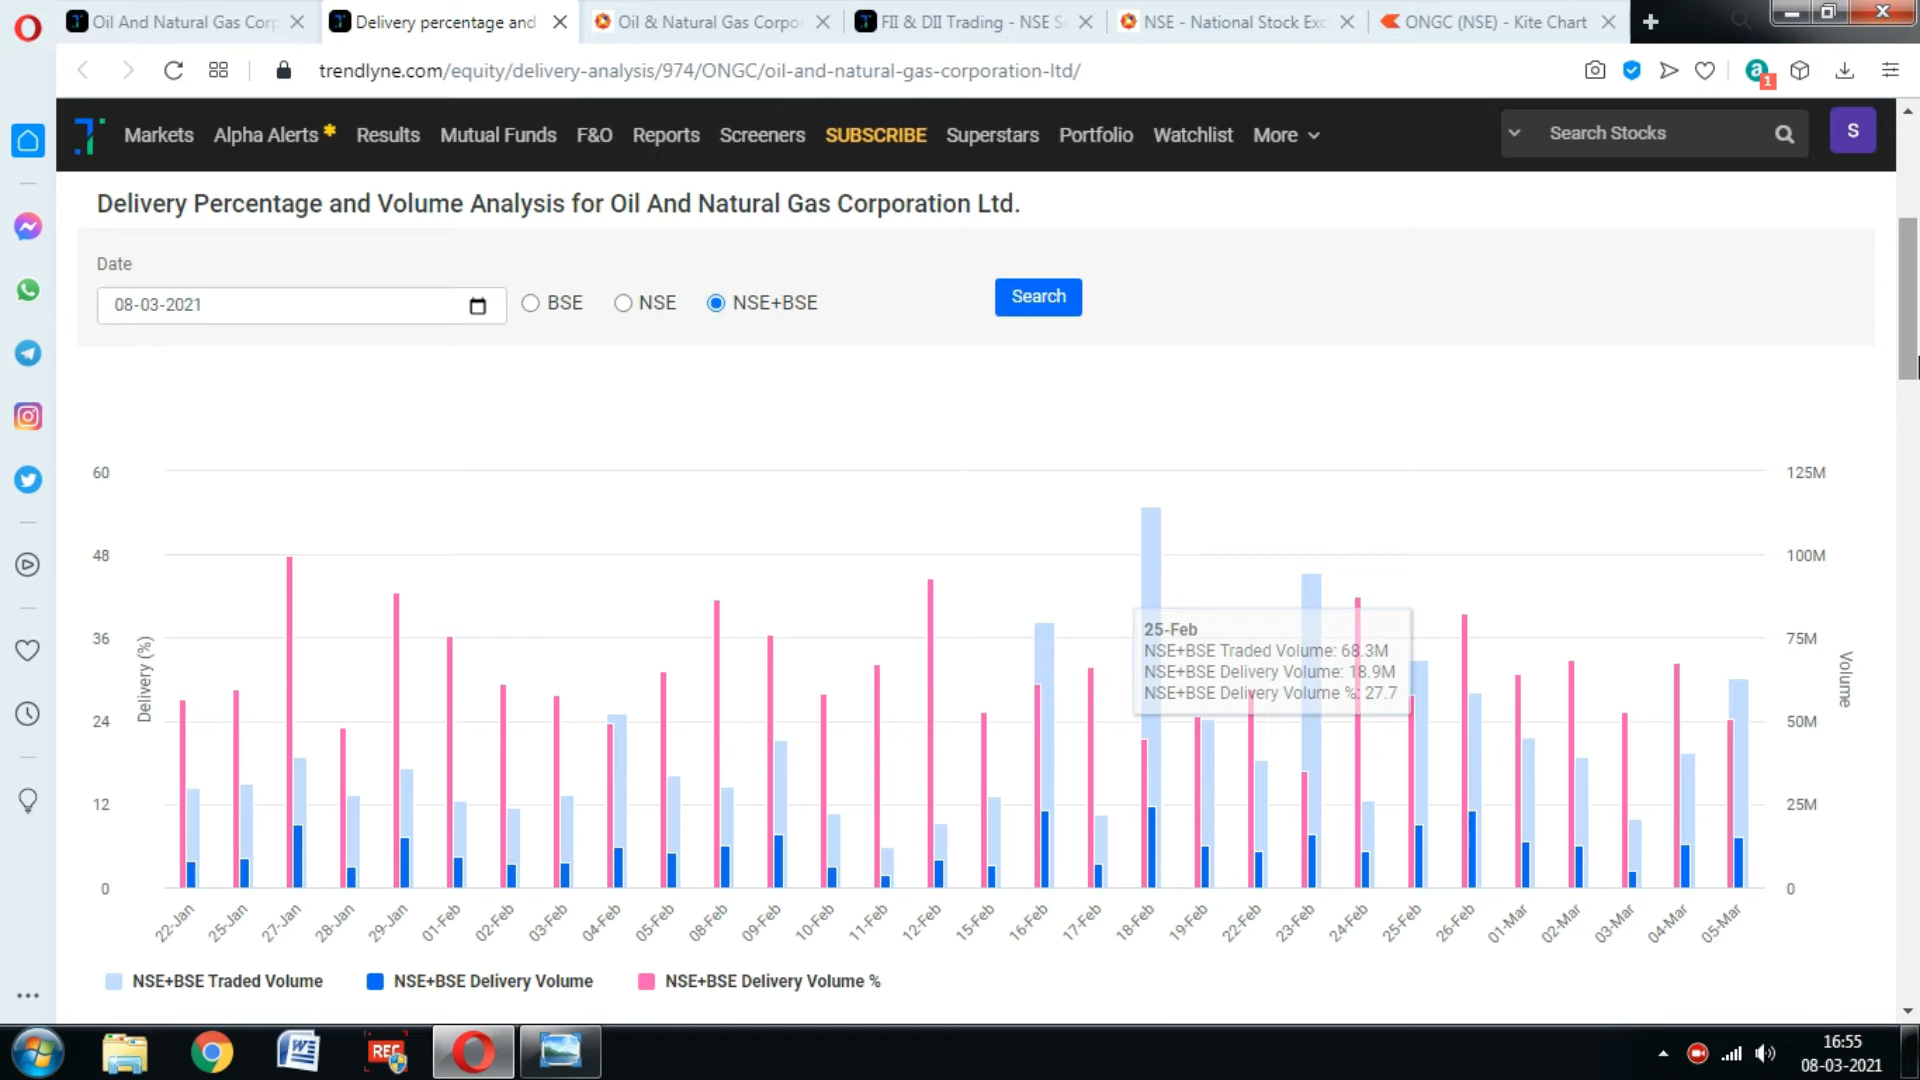 Oil And Natural Gas Corp
Delivery percentage and
Oil & Natural Gas Corpo
FII & DII Trading - NSE S
NSE - National Stock Exc
ONGC (NSE) - Kite Chart
trendlyne.com/equity/delivery-analysis/974/ONGC/oil-and-natural-gas-corporation-ltd/
1
Markets Alpha Alerts Results Mutual Funds F&O Reports Screeners SUBSCRIBE Superstars Portfolio Watchlist More Search Stocks S
Delivery Percentage and Volume Analysis for Oil And Natural Gas Corporation Ltd.
Date
08-03-2021 BSE NSE NSE+BSE Search
60 125M
48 100M
36 75M
24 50M
12 25M
0 0
Delivery (%)
Volume
25-Feb
NSE+BSE Traded Volume: 68.3M
NSE+BSE Delivery Volume: 18.9M
NSE+BSE Delivery Volume %: 27.7
22-Jan 25-Jan 27-Jan 28-Jan 29-Jan 01-Feb 02-Feb 03-Feb 04-Feb 05-Feb 08-Feb 09-Feb 10-Feb 11-Feb 12-Feb 15-Feb 16-Feb 17-Feb 18-Feb 19-Feb 22-Feb 23-Feb 24-Feb 25-Feb 26-Feb 01-Mar 02-Mar 03-Mar 04-Mar 05-Mar
NSE+BSE Traded Volume NSE+BSE Delivery Volume NSE+BSE Delivery Volume %
REC
16:55
08-03-2021